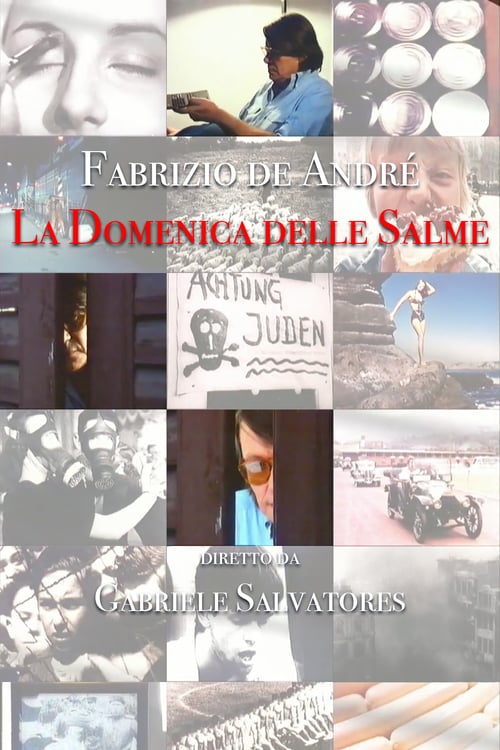 Fabrizio de André
La Domenica delle Salme
ACHTUNG
JUDEN
diretto da
Gabriele Salvatores